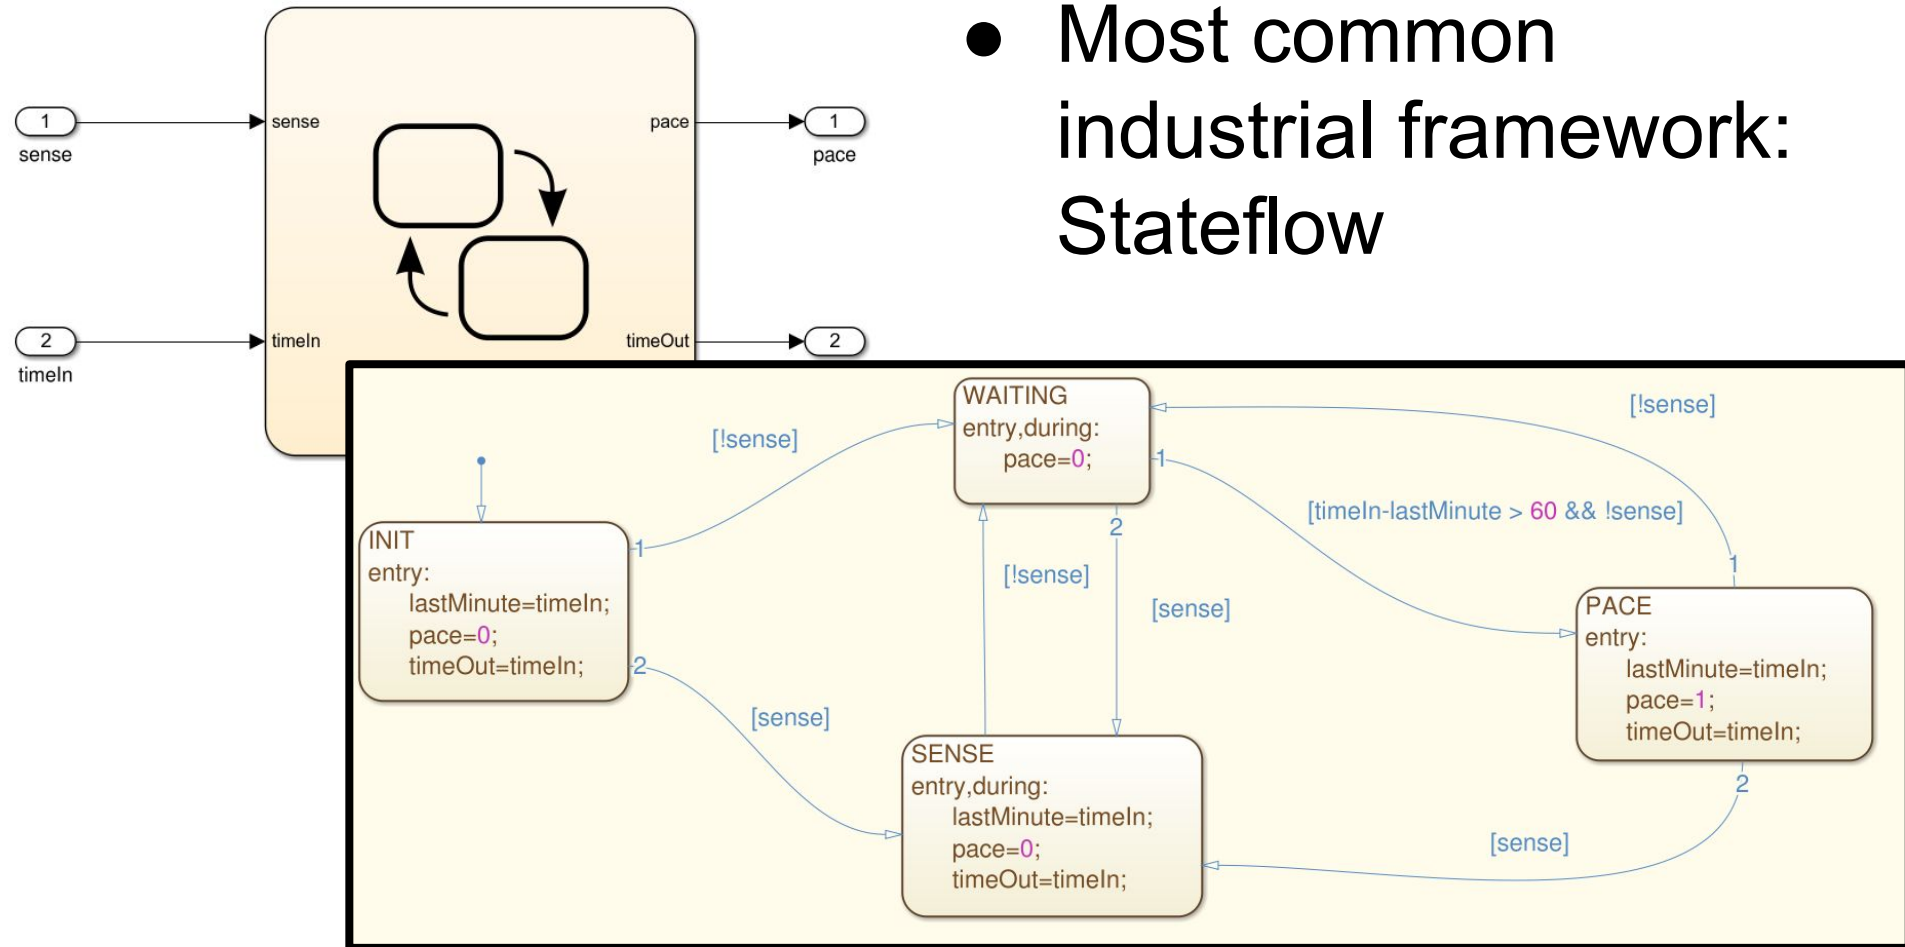 ● Most common
industrial framework:
Stateflow
1
sense
sense
pace
1
pace
2
timeIn
timeIn
timeOut
2
WAITING
entry,during:
pace=0;
1
2
[!sense]
[!sense]
[timeIn-lastMinute > 60 && !sense]
INIT
entry:
lastMinute=timeIn;
pace=0;
timeOut=timeIn;
1
2
[!sense]
[sense]
[sense]
PACE
entry:
lastMinute=timeIn;
pace=1;
timeOut=timeIn;
1
2
SENSE
entry,during:
lastMinute=timeIn;
pace=0;
timeOut=timeIn;
[sense]